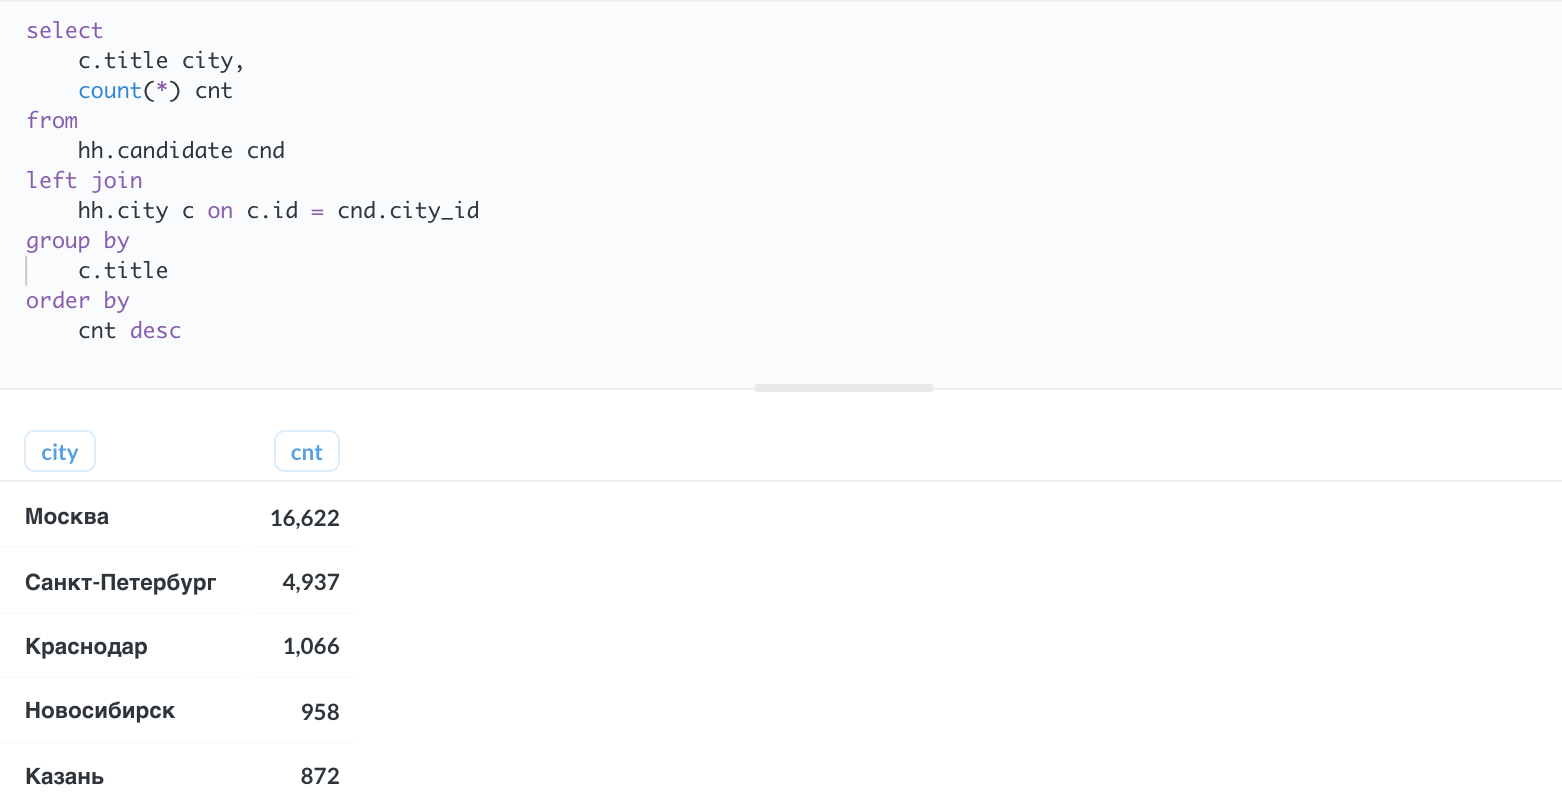 select
    c.title city,
    count(*) cnt
from
    hh.candidate cnd
left join
    hh.city c on c.id = cnd.city_id
group by
    c.title
order by
    cnt desc
city cnt
Москва 16,622
Санкт-Петербург 4,937
Краснодар 1,066
Новосибирск 958
Казань 872